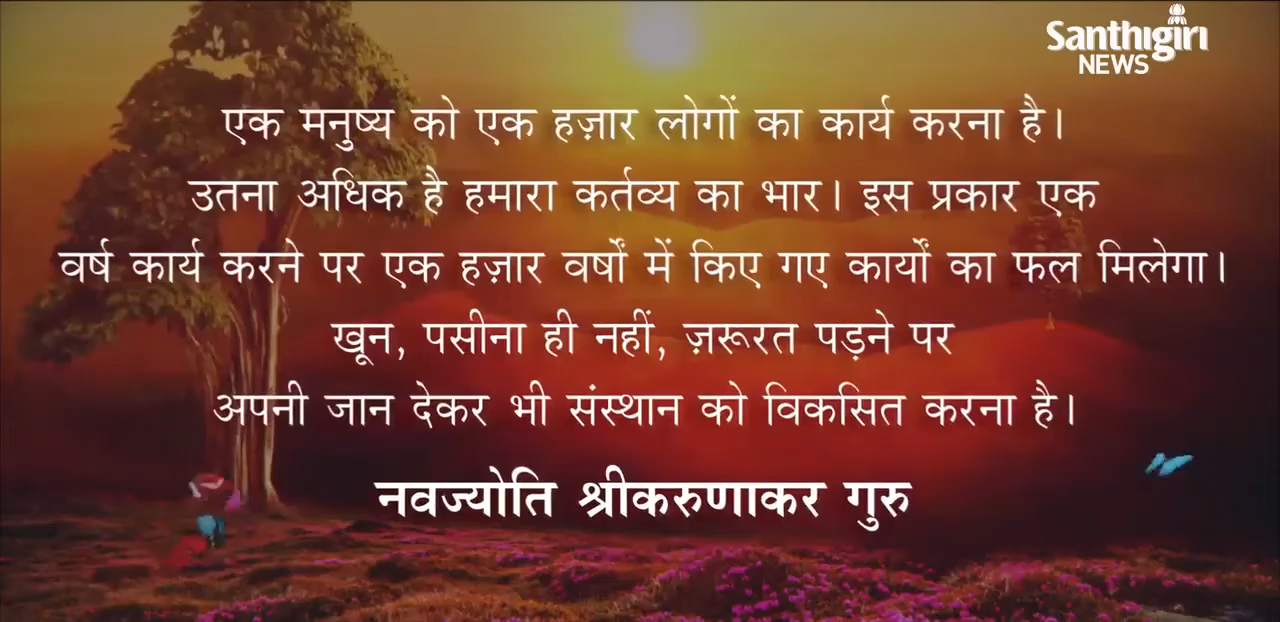 Santhigiri
NEWS
एक मनुष्य को एक हज़ार लोगों का कार्य करना है।
उतना अधिक है हमारा कर्तव्य का भार। इस प्रकार एक
वर्ष कार्य करने पर एक हज़ार वर्षों में किए गए कार्यों का फल मिलेगा।
खून, पसीना ही नहीं, ज़रूरत पड़ने पर
अपनी जान देकर भी संस्थान को विकसित करना है।
नवज्योति श्रीकरुणाकर गुरु